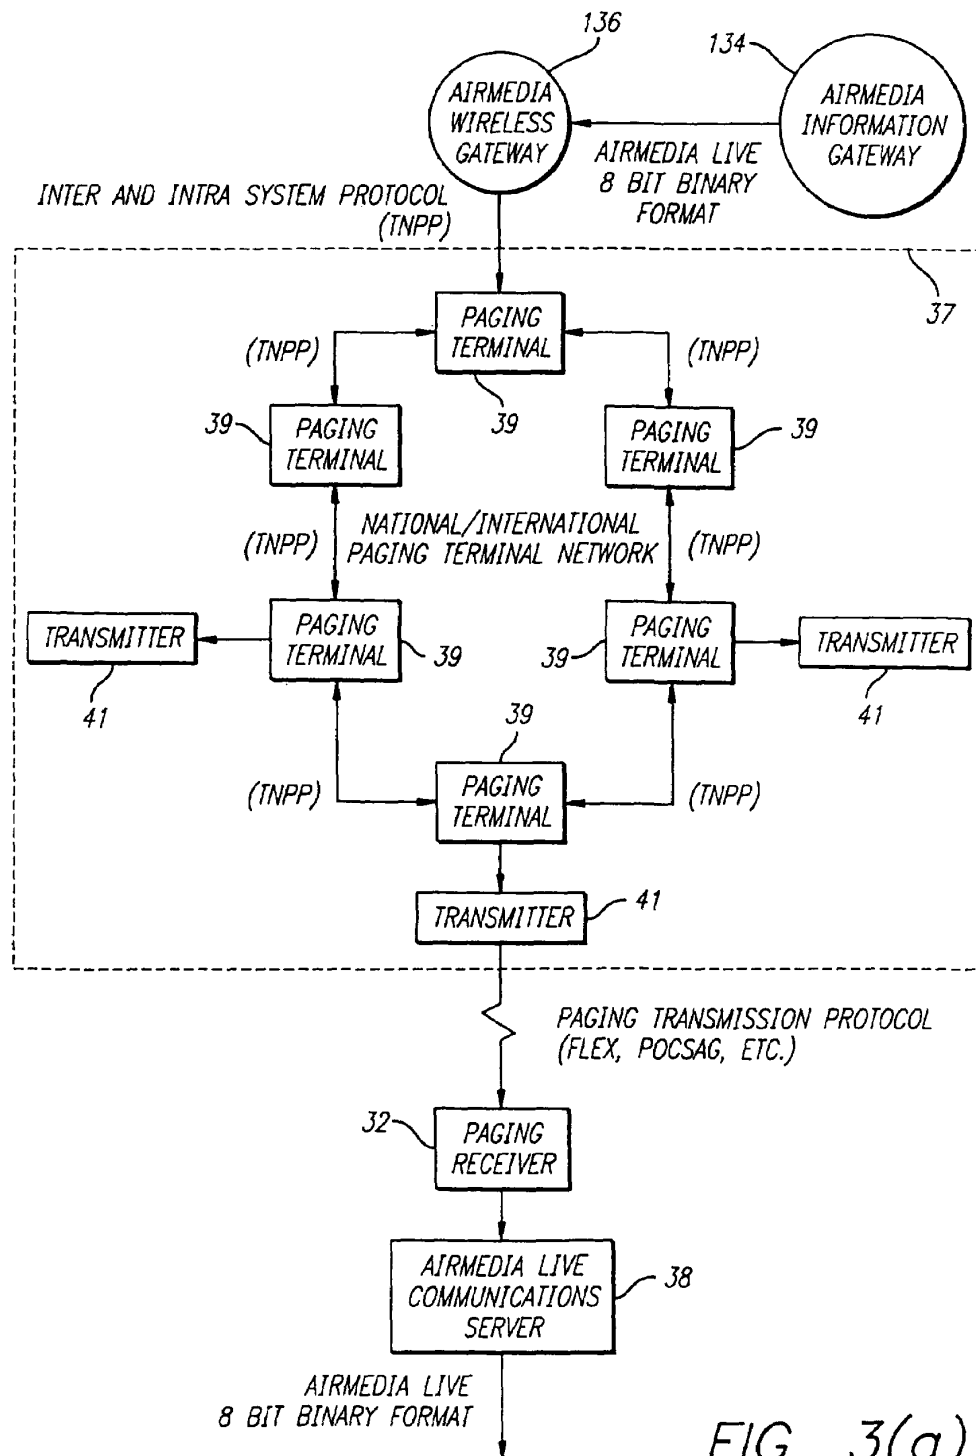 136
134
AIRMEDIA
WIRELESS
GATEWAY
AIRMEDIA
INFORMATION
GATEWAY
AIRMEDIA LIVE
8 BIT BINARY
FORMAT
INTER AND INTRA SYSTEM PROTOCOL
(TNPP)
37
PAGING
TERMINAL
39
(TNPP)
(TNPP)
39
PAGING
TERMINAL
PAGING
TERMINAL
39
(TNPP)
NATIONAL/INTERNATIONAL
PAGING TERMINAL NETWORK
(TNPP)
TRANSMITTER
41
PAGING
TERMINAL
39
39
PAGING
TERMINAL
TRANSMITTER
41
39
(TNPP)
PAGING
TERMINAL
(TNPP)
TRANSMITTER
41
PAGING TRANSMISSION PROTOCOL
(FLEX, POCSAG, ETC.)
32
PAGING
RECEIVER
AIRMEDIA LIVE
COMMUNICATIONS
SERVER
38
AIRMEDIA LIVE
8 BIT BINARY FORMAT
FIG. 3(a)